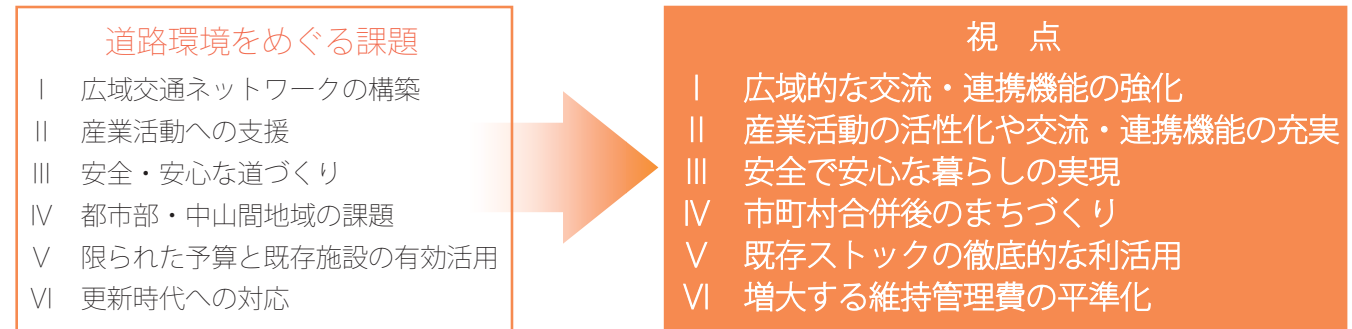 道路環境をめぐる課題
Ⅰ 広域交通ネットワークの構築
Ⅱ 産業活動への支援
Ⅲ 安全・安心な道づくり
Ⅳ 都市部・中山間地域の課題
Ⅴ 限られた予算と既存施設の有効活用
Ⅵ 更新時代への対応
視 点
Ⅰ 広域的な交流・連携機能の強化
Ⅱ 産業活動の活性化や交流・連携機能の充実
Ⅲ 安全で安心な暮らしの実現
Ⅳ 市町村合併後のまちづくり
Ⅴ 既存ストックの徹底的な利活用
Ⅵ 増大する維持管理費の平準化